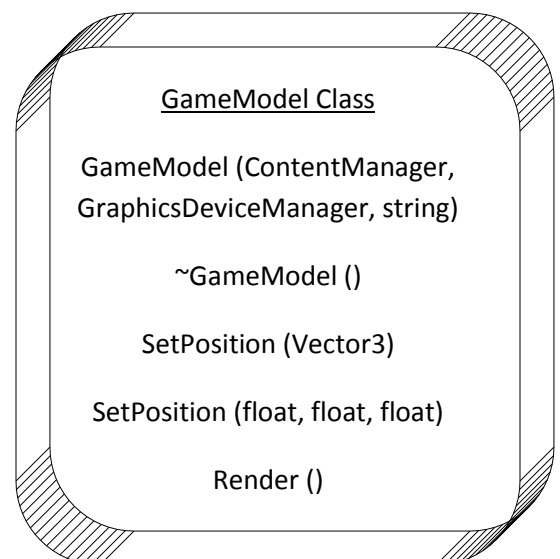 GameModel Class
GameModel (ContentManager,
GraphicsDeviceManager, string)
~GameModel ()
SetPosition (Vector3)
SetPosition (float, float, float)
Render ()